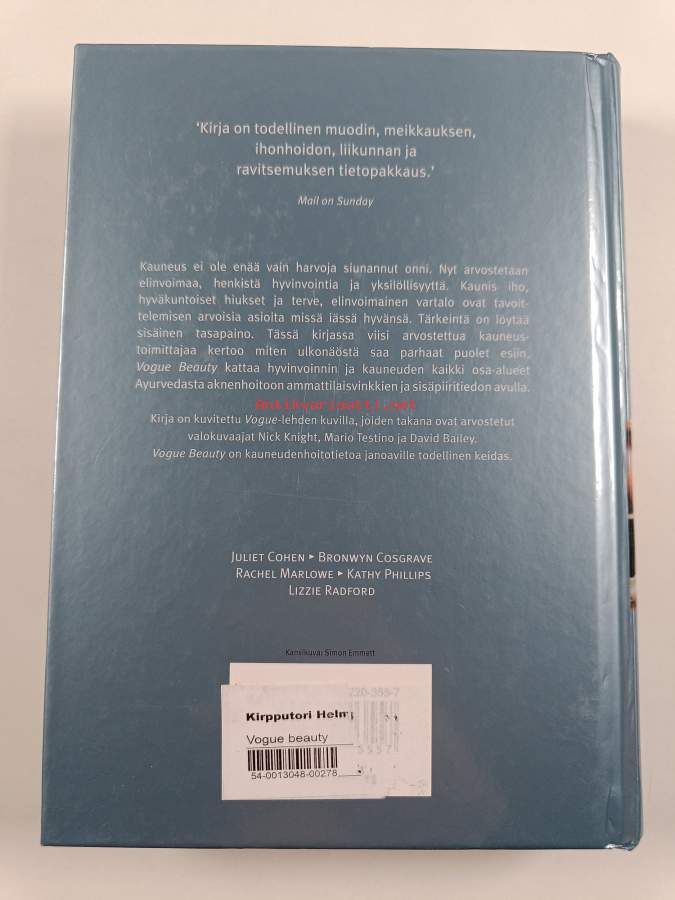 'Kirja on todellinen muodin, meikkauksen,
ihonhoidon, liikunnan ja
ravitsemuksen tietopakkaus.'
Mail on Sunday
Kauneus ei ole enää vain harvoja siunannut onni. Nyt arvostetaan
elinvoimaa, henkistä hyvinvointia ja yksilöllisyyttä. Kaunis iho,
hyväkuntoiset hiukset ja terve, elinvoimainen vartalo ovat tavoit-
telemisen arvoisia asioita missä iässä hyvänsä. Tärkeintä on löytää
sisäinen tasapaino. Tässä kirjassa viisi arvostettua kauneus-
toimittajaa kertoo miten ulkonäöstä saa parhaat puolet esiin.
Vogue Beauty kattaa hyvinvoinnin ja kauneuden kaikki osa-alueet
Ayurvedasta aknenhoitoon ammattilaisvinkkien ja sisäpiiritiedon avulla.
Antikvariaatti.net
Kirja on kuvitettu Vogue-lehden kuvilla, joiden takana ovat arvostetut
valokuvaajat Nick Knight, Mario Testino ja David Bailey.
Vogue Beauty on kauneudenhoitotietoa janoaville todellinen keidas.
JULIET COHEN ▸ BRONWYN COSGRAVE
RACHEL MARLOWE ▸ KATHY PHILLIPS
LIZZIE RADFORD
Kansikuva: Simon Emmett
720-355-7
Kirpputori Helmi
Vogue beauty
54-0013048-00278